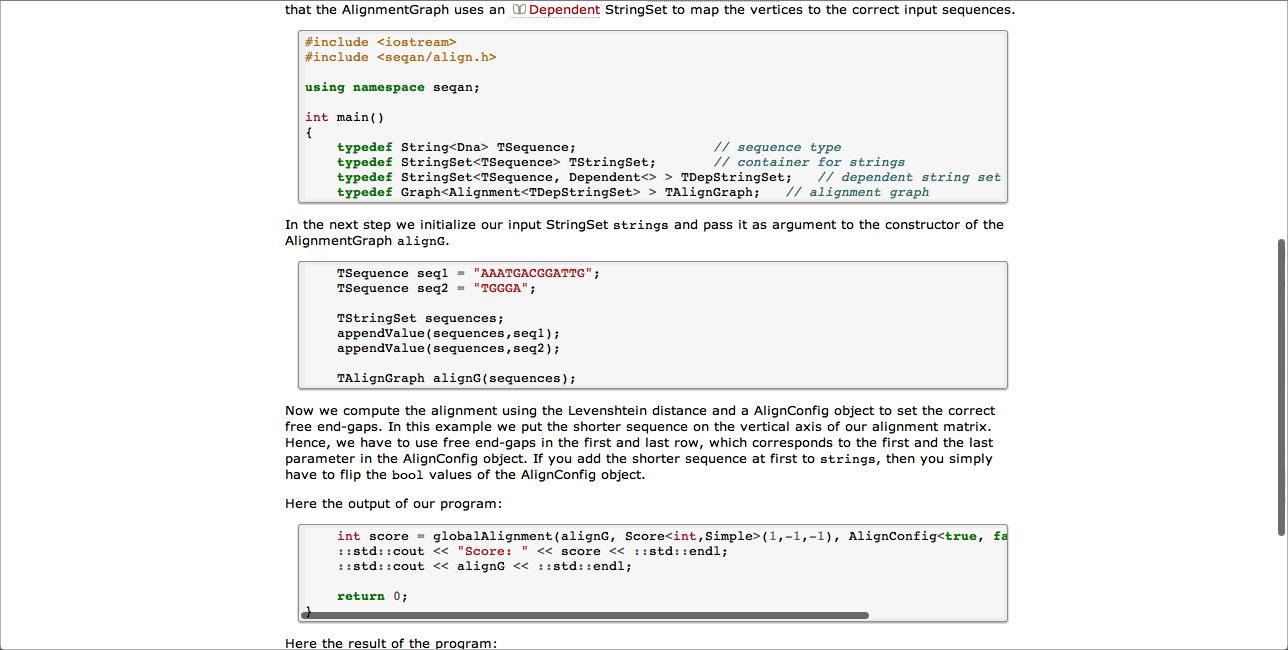 that the AlignmentGraph uses an Dependent StringSet to map the vertices to the correct input sequences.
#include <iostream>
#include <seqan/align.h>
using namespace seqan;
int main()
{
typedef String<Dna> TSequence; // sequence type
typedef StringSet<TSequence> TStringSet; // container for strings
typedef StringSet<TSequence, Dependent<> > TDepStringSet; // dependent string set
typedef Graph<Alignment<TDepStringSet> > TAlignGraph; // alignment graph
In the next step we initialize our input StringSet strings and pass it as argument to the constructor of the
AlignmentGraph alignG.
TSequence seq1 = "AAATGACGGATTG";
TSequence seq2 = "TGGGA";
TStringSet sequences;
appendValue(sequences,seq1);
appendValue(sequences,seq2);
TAlignGraph alignG(sequences);
Now we compute the alignment using the Levenshtein distance and a AlignConfig object to set the correct
free end-gaps. In this example we put the shorter sequence on the vertical axis of our alignment matrix.
Hence, we have to use free end-gaps in the first and last row, which corresponds to the first and the last
parameter in the AlignConfig object. If you add the shorter sequence at first to strings, then you simply
have to flip the bool values of the AlignConfig object.
Here the output of our program:
int score = globalAlignment(alignG, Score<int,Simple>(1,-1,-1), AlignConfig<true, fa
::std::cout << "Score: " << score << ::std::endl;
::std::cout << alignG << ::std::endl;
return 0;
}
Here the result of the program: